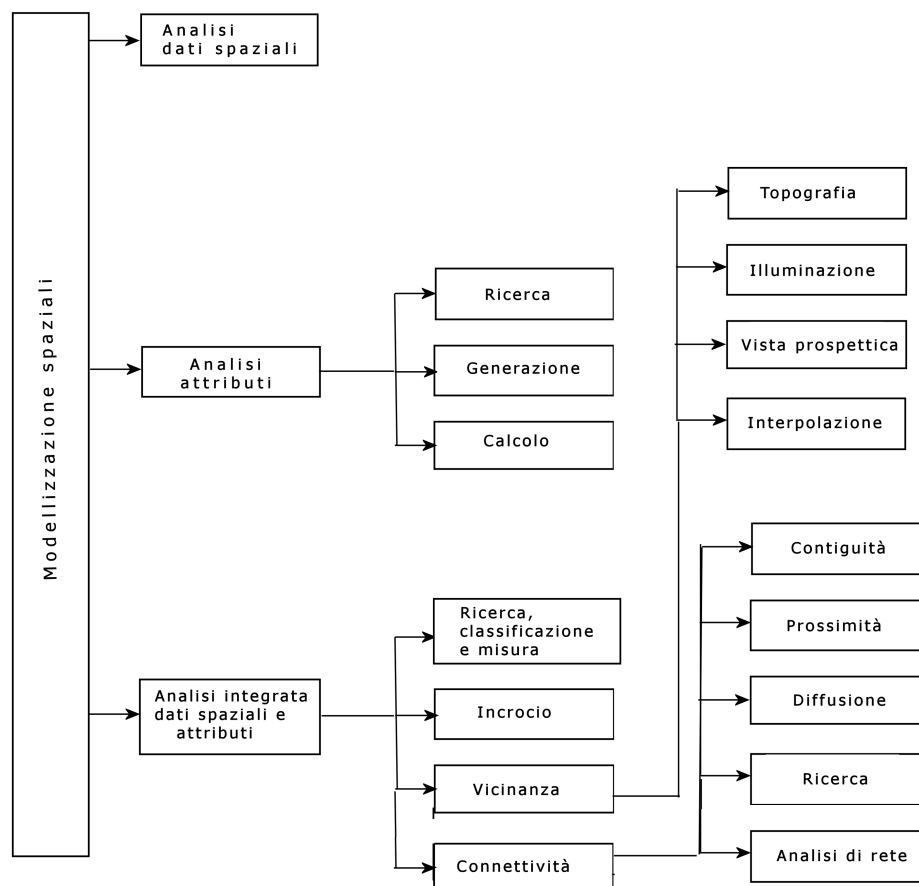 Modellizzazione spaziali
Analisi
dati spaziali
Analisi
attributi
Ricerca
Generazione
Calcolo
Analisi integrata
dati spaziali e
attributi
Ricerca,
classificazione
e misura
Incrocio
Vicinanza
Connettività
Topografia
Illuminazione
Vista prospettica
Interpolazione
Contiguità
Prossimità
Diffusione
Ricerca
Analisi di rete